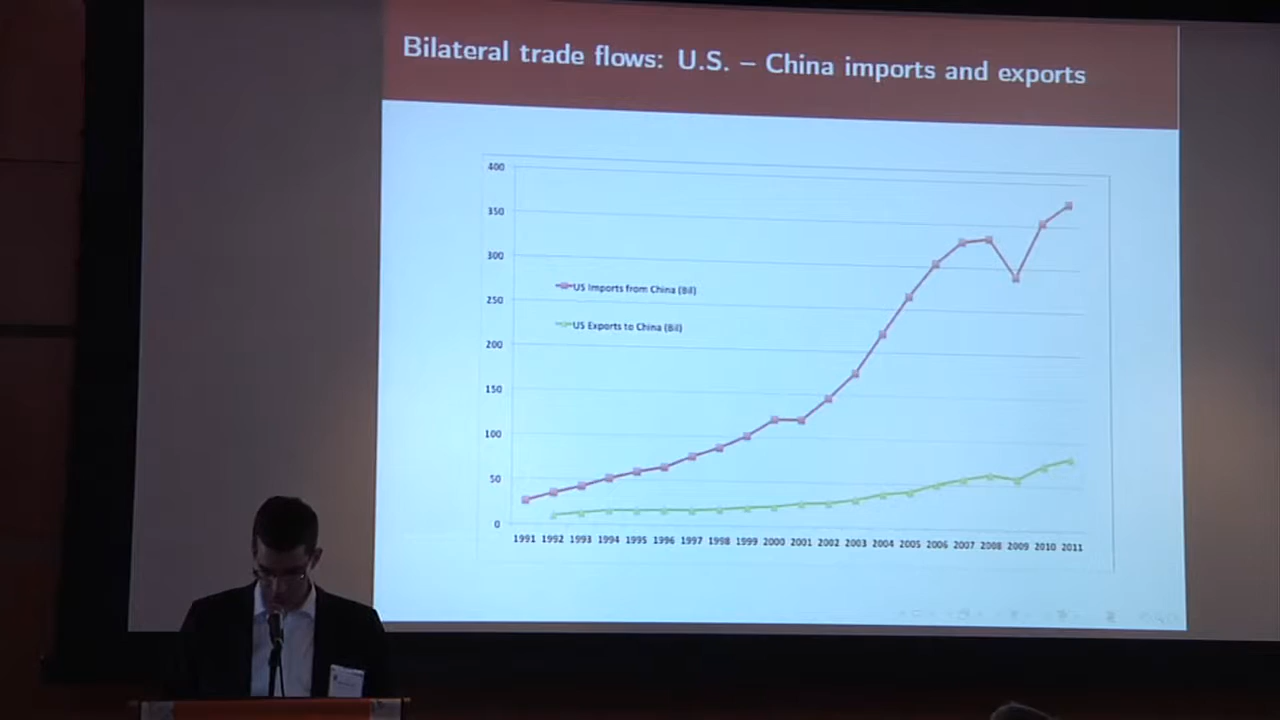 Bilateral trade flows: U.S. – China imports and exports
400
350
300
250
200
150
100
50
0
US Imports from China (Bil)
US Exports to China (Bil)
1991 1992 1993 1994 1995 1996 1997 1998 1999 2000 2001 2002 2003 2004 2005 2006 2007 2008 2009 2010 2011